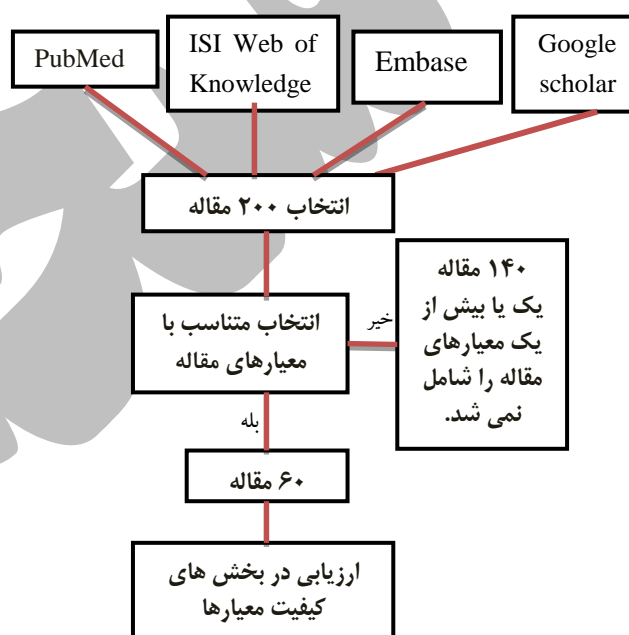 PubMed
ISI Web of
Knowledge
Embase
Google
scholar
انتخاب ۲۰۰ مقاله
انتخاب متناسب با
معیارهای مقاله
خیر
۱۴۰ مقاله
یک یا بیش از
یک معیارهای
مقاله را شامل
نمی شد.
بله
۶۰ مقاله
ارزیابی در بخش های
کیفیت معیارها